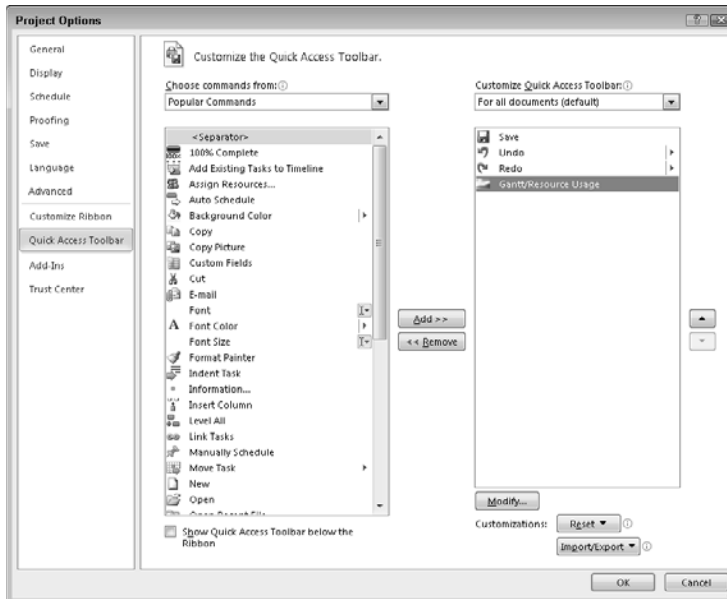 Project Options
General
Display
Schedule
Proofing
Save
Language
Advanced
Customize Ribbon
Quick Access Toolbar
Add-Ins
Trust Center
Customize the Quick Access Toolbar.
Choose commands from:
Popular Commands
<Separator>
100% Complete
Add Existing Tasks to Timeline
Assign Resources...
Auto Schedule
Background Color
Copy
Copy Picture
Custom Fields
Cut
E-mail
Font
Font Color
Font Size
Format Painter
Indent Task
Information...
Insert Column
Level All
Link Tasks
Manually Schedule
Move Task
New
Open
Open Recent File
Show Quick Access Toolbar below the
Ribbon
Add >>
<< Remove
Customize Quick Access Toolbar:
For all documents (default)
Save
Undo
Redo
Gantt/Resource Usage
Modify...
Customizations:
Reset
Import/Export
OK
Cancel